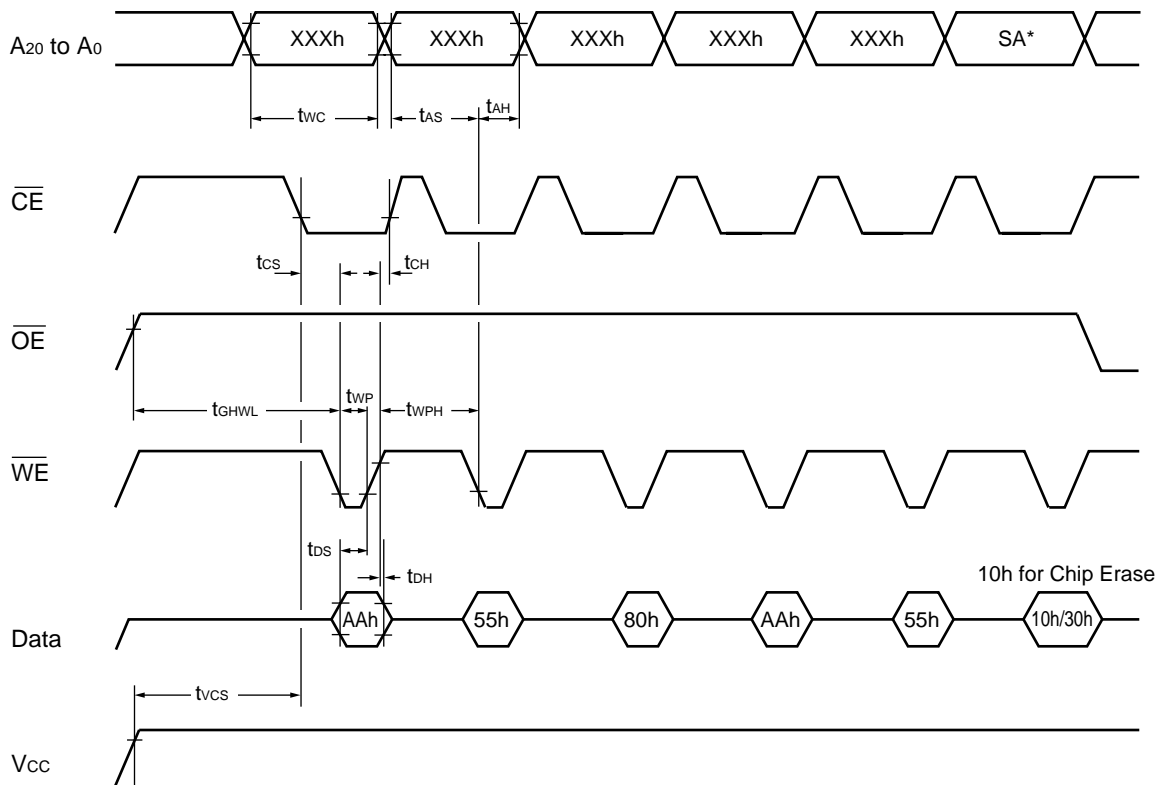 A20 to A0
XXXh
XXXh
XXXh
XXXh
XXXh
SA*
tWC
tAS
tAH
CE
tCS
tCH
OE
tGHWL
tWP
tWPH
WE
tDS
tDH
10h for Chip Erase
Data
AAh
55h
80h
AAh
55h
10h/30h
tVCS
VCC